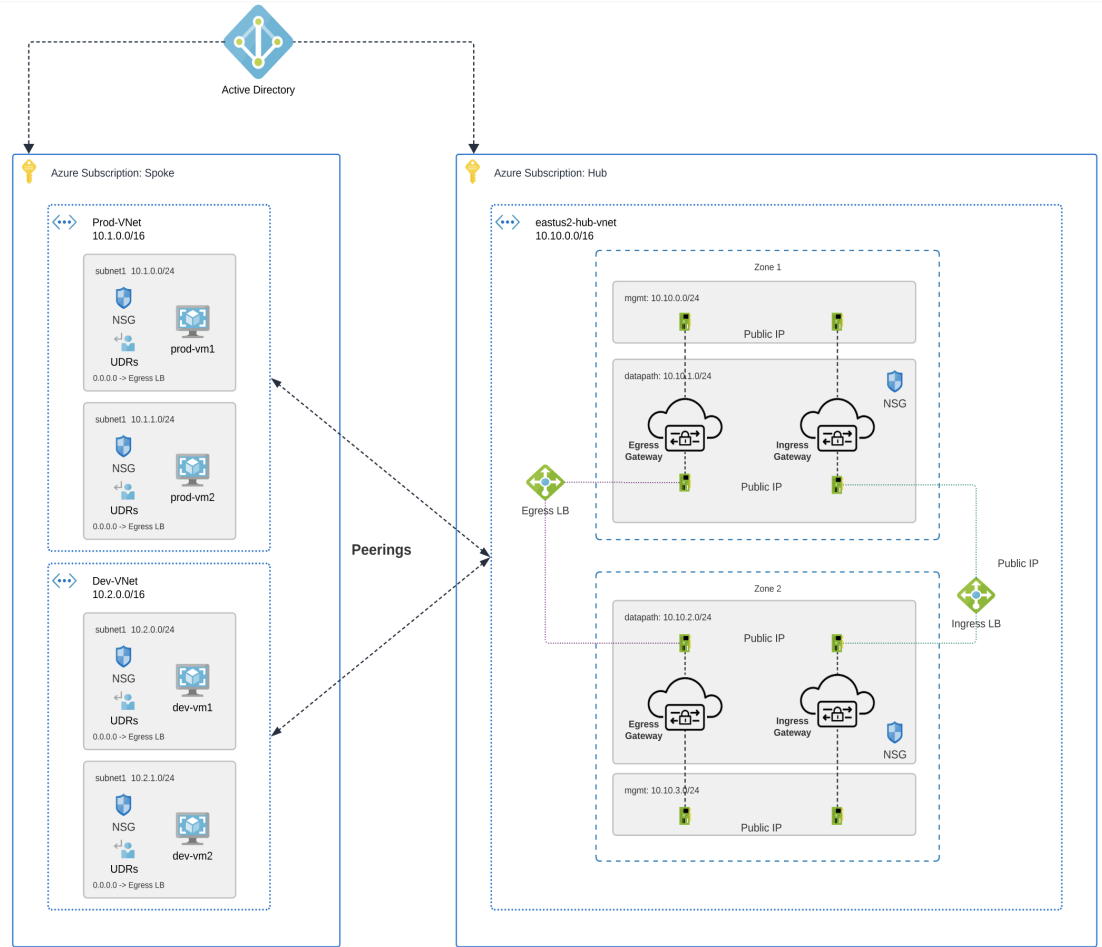 Active Directory
Azure Subscription: Spoke
Prod-VNet
10.1.0.0/16
subnet1 10.1.0.0/24
NSG
UDRs
prod-vm1
0.0.0.0 -> Egress LB
subnet1 10.1.1.0/24
NSG
UDRs
prod-vm2
0.0.0.0 -> Egress LB
Dev-VNet
10.2.0.0/16
subnet1 10.2.0.0/24
NSG
UDRs
dev-vm1
0.0.0.0 -> Egress LB
subnet1 10.2.1.0/24
NSG
UDRs
dev-vm2
0.0.0.0 -> Egress LB
Peerings
Azure Subscription: Hub
eastus2-hub-vnet
10.10.0.0/16
Zone 1
mgmt: 10.10.0.0/24
Public IP
datapath: 10.10.1.0/24
NSG
Egress
Gateway
Ingress
Gateway
Public IP
Egress LB
Public IP
Ingress LB
Zone 2
datapath: 10.10.2.0/24
Public IP
Egress
Gateway
Ingress
Gateway
NSG
mgmt: 10.10.3.0/24
Public IP